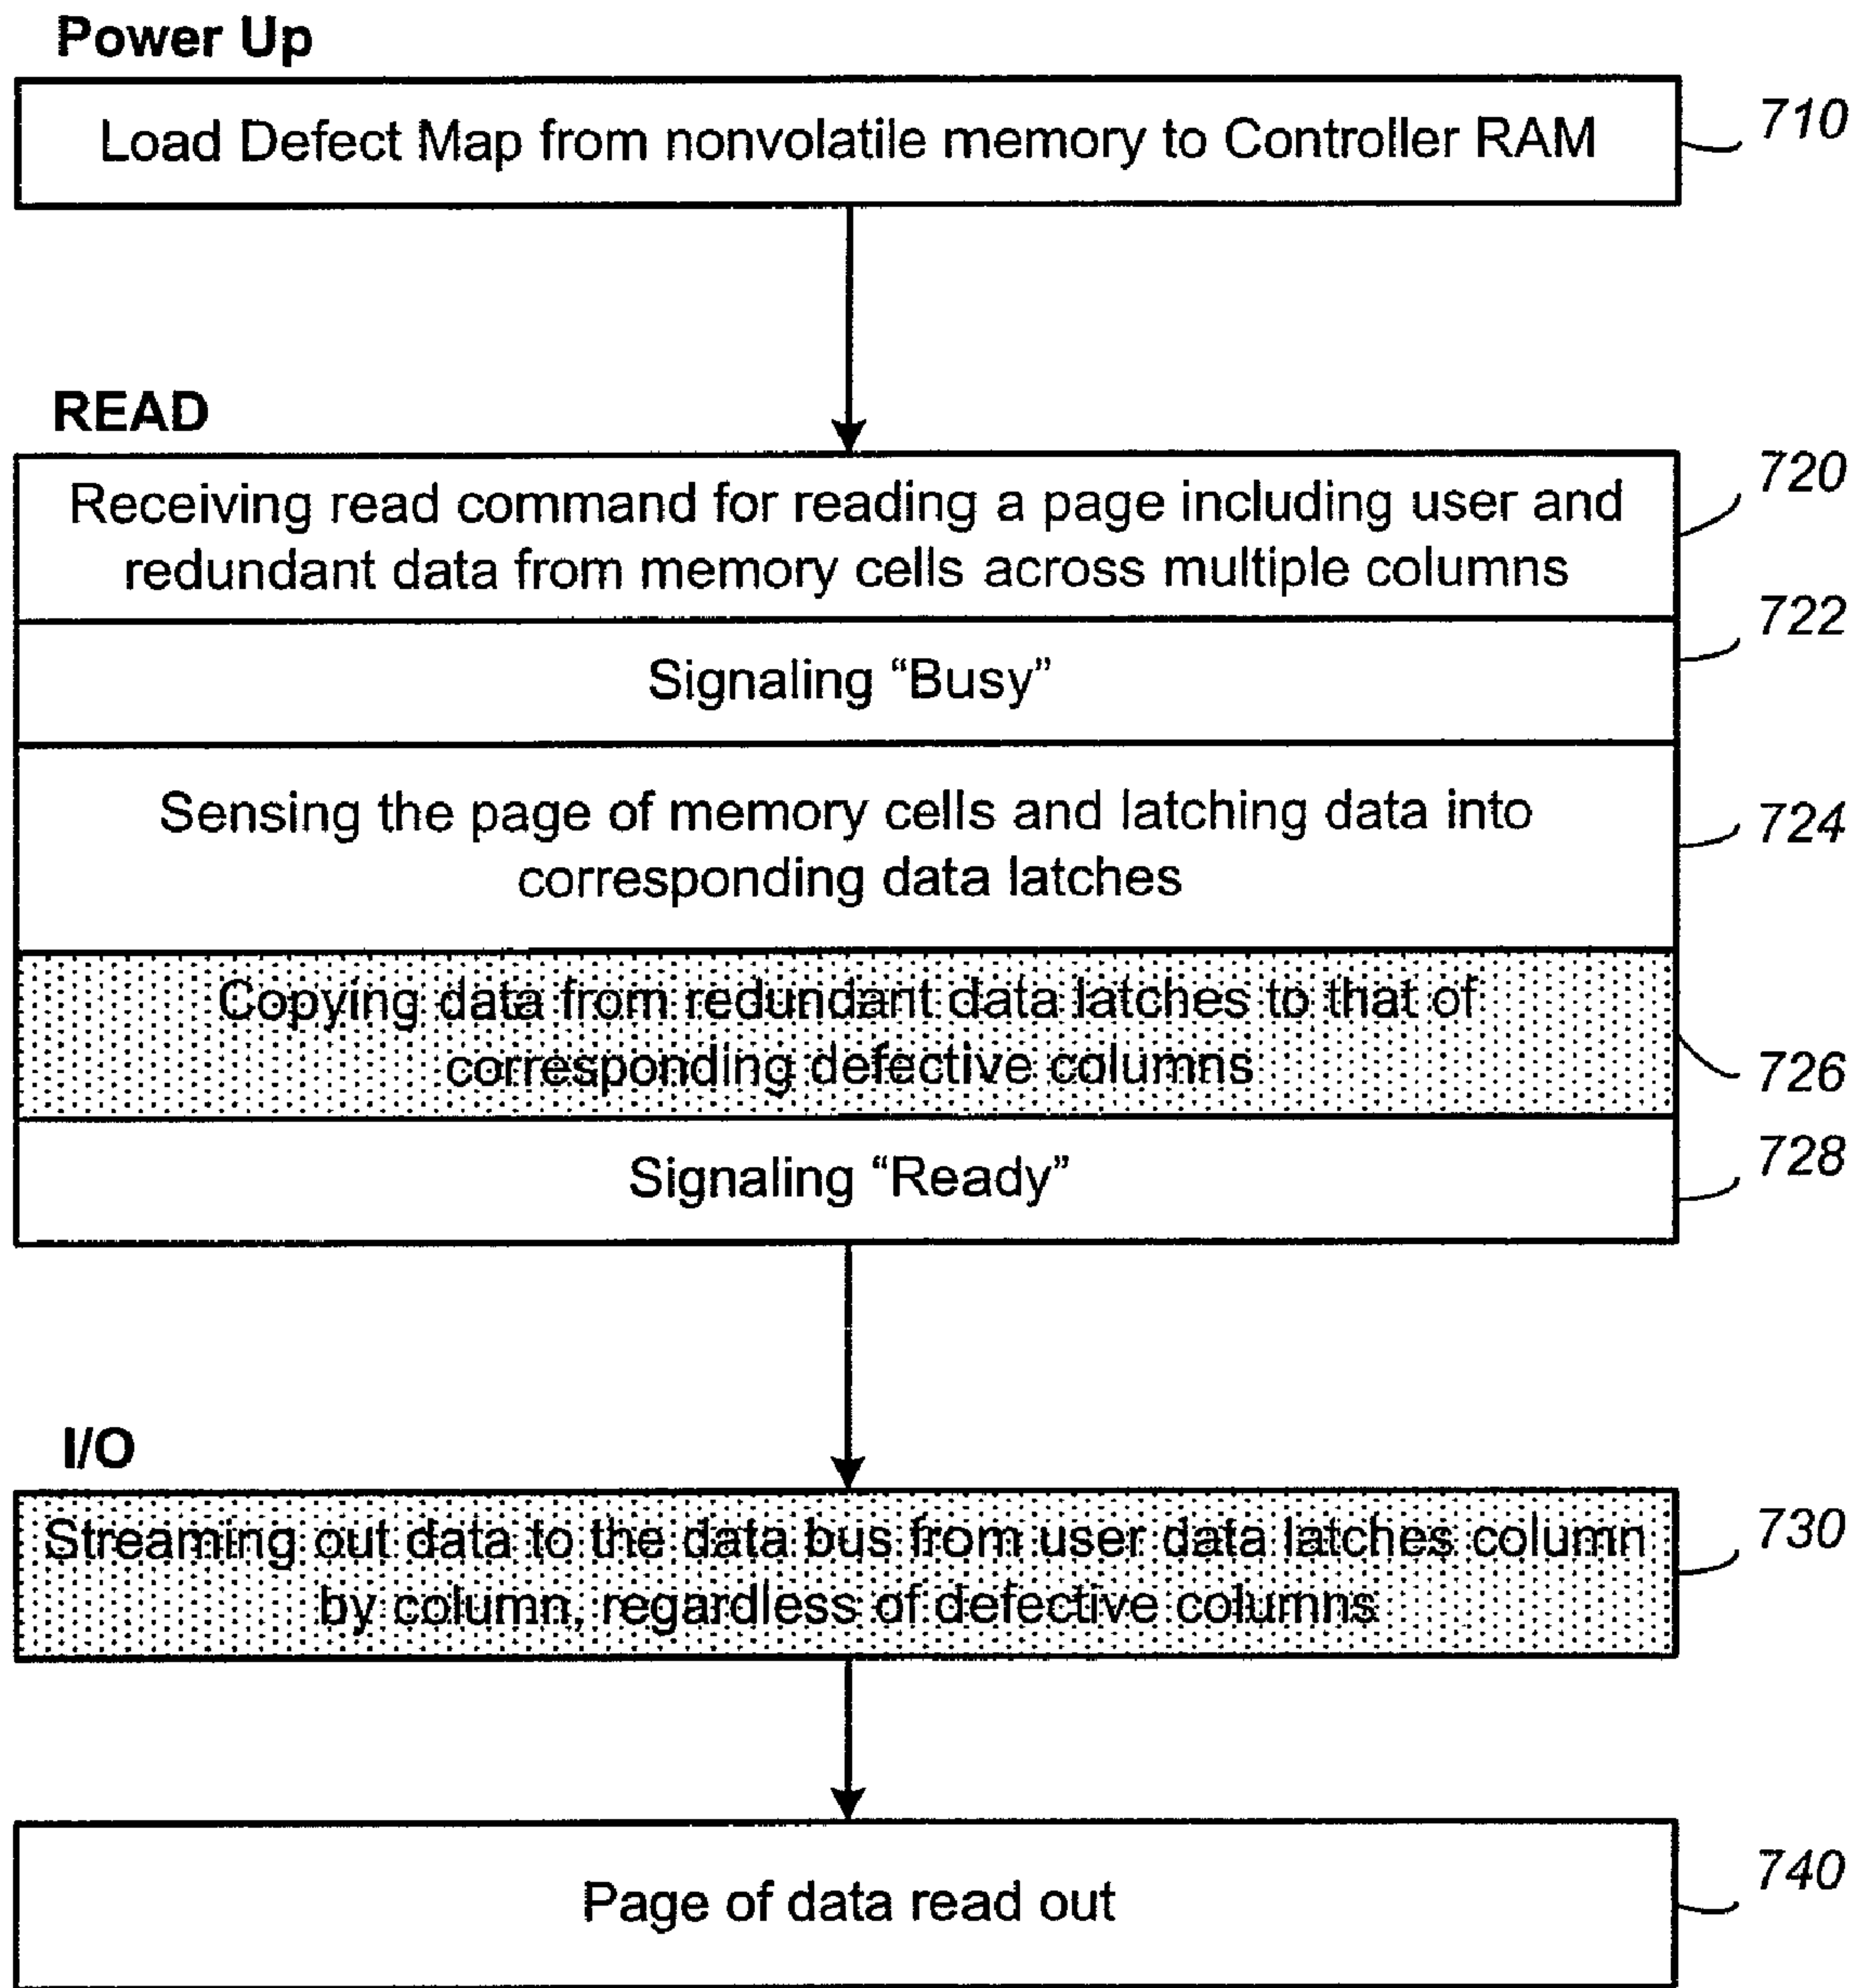 Power Up
Load Defect Map from nonvolatile memory to Controller RAM
710
READ
Receiving read command for reading a page including user and
redundant data from memory cells across multiple columns
720
Signaling “Busy”
722
Sensing the page of memory cells and latching data into
corresponding data latches
724
Copying data from redundant data latches to that of
corresponding defective columns
726
Signaling “Ready”
728
I/O
Streaming out data to the data bus from user data latches column
by column, regardless of defective columns
730
Page of data read out
740